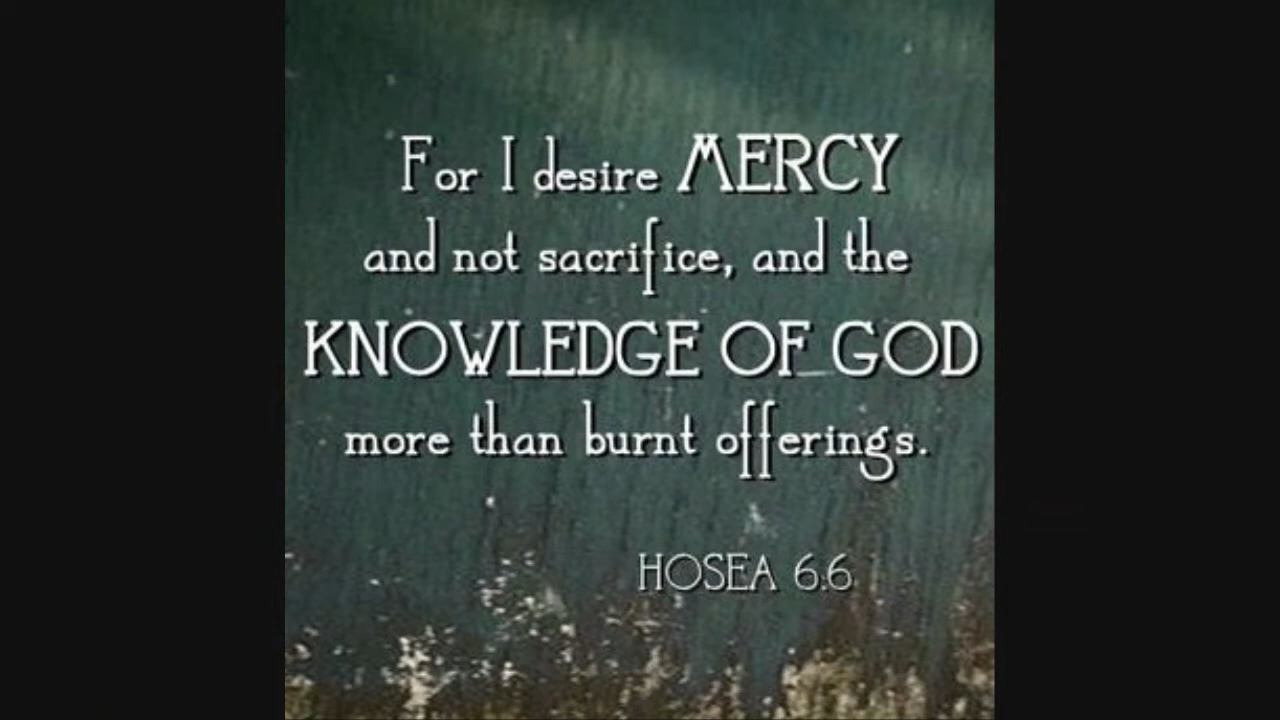 For I desire MERCY
and not sacrifice, and the
KNOWLEDGE OF GOD
more than burnt offerings.
HOSEA 6.6